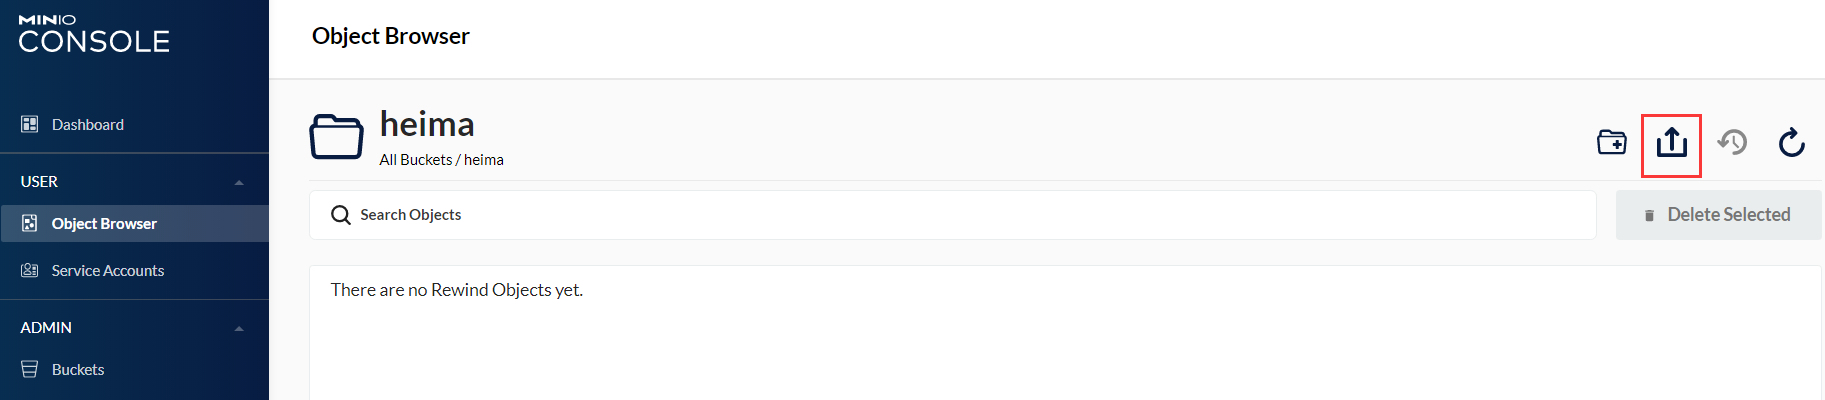 MINIO
CONSOLE
Dashboard
USER
Object Browser
Service Accounts
ADMIN
Buckets
Object Browser
heima
All Buckets / heima
Search Objects
Delete Selected
There are no Rewind Objects yet.